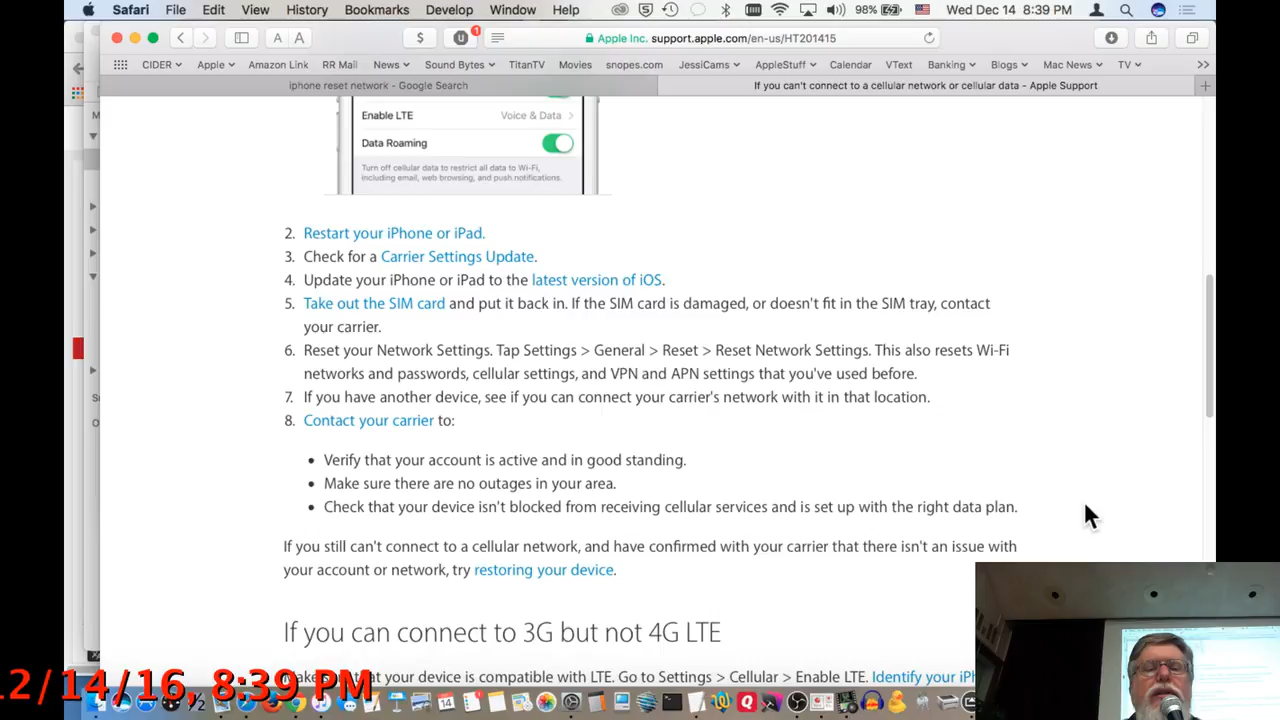 Safari File Edit View History Bookmarks Develop Window Help 98% Wed Dec 14 8:39 PM
A A $ U 1 Apple Inc. support.apple.com/en-us/HT201415
CIDER Apple Amazon Link RR Mail News Sound Bytes TitanTV Movies snopes.com JessiCams AppleStuff Calendar VText Banking Blogs Mac News TV >>
iphone reset network - Google Search If you can't connect to a cellular network or cellular data - Apple Support +
Enable LTE Voice & Data >
Data Roaming
Turn off cellular data to restrict all data to Wi-Fi,
including email, web browsing, and push notifications.
2. Restart your iPhone or iPad.
3. Check for a Carrier Settings Update.
4. Update your iPhone or iPad to the latest version of iOS.
5. Take out the SIM card and put it back in. If the SIM card is damaged, or doesn't fit in the SIM tray, contact
your carrier.
6. Reset your Network Settings. Tap Settings > General > Reset > Reset Network Settings. This also resets Wi-Fi
networks and passwords, cellular settings, and VPN and APN settings that you've used before.
7. If you have another device, see if you can connect your carrier's network with it in that location.
8. Contact your carrier to:
• Verify that your account is active and in good standing.
• Make sure there are no outages in your area.
• Check that your device isn't blocked from receiving cellular services and is set up with the right data plan.
If you still can't connect to a cellular network, and have confirmed with your carrier that there isn't an issue with
your account or network, try restoring your device.
If you can connect to 3G but not 4G LTE
that your device is compatible with LTE. Go to Settings > Cellular > Enable LTE. Identify your
12/14/16, 8:39 PM